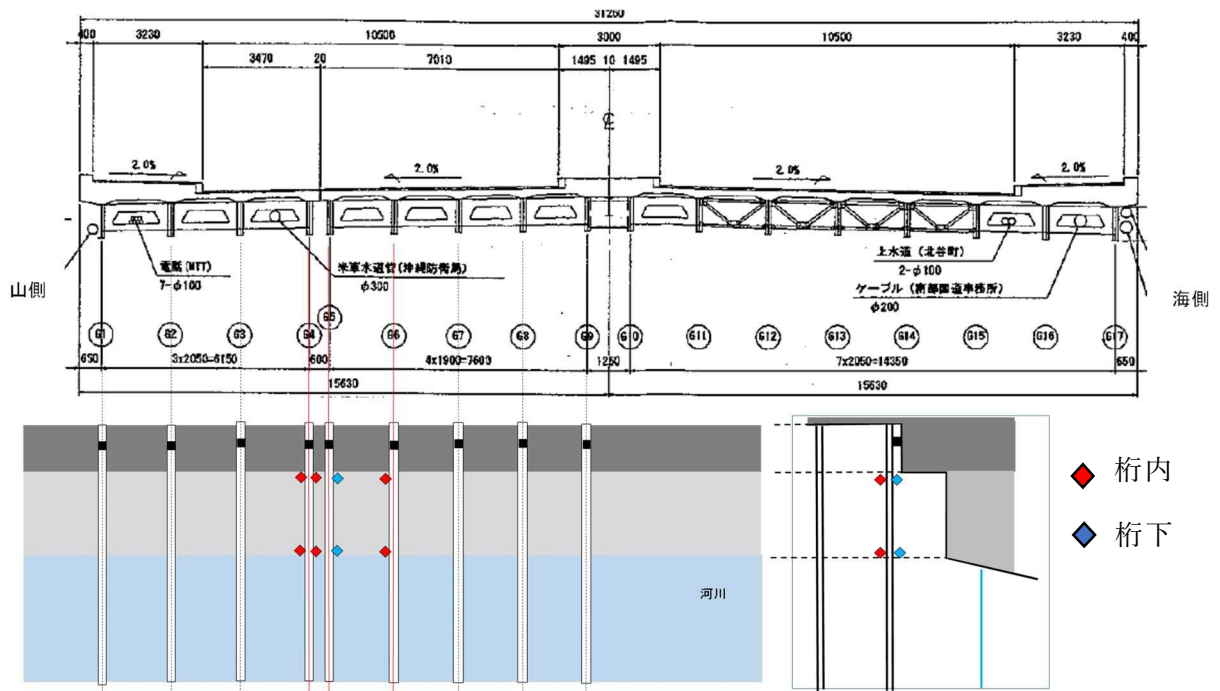 31260
400 3230 10500 3000 10500 3230 400
3470 20 7010 1495 10 1495
2.0% 2.0% 2.0% 2.0%
電話(NTT)
7-φ100
米軍水道管(沖縄防衛局)
φ300
上水道(北谷町)
2-φ100
ケーブル(南部国道事務所)
φ200
山側
海側
G1 G2 G3 G4 G5 G6 G7 G8 G9 G10 G11 G12 G13 G14 G15 G16 G17
650 3x2050=6150 600 4x1900=7600 1250 7x2050=14350 650
15630 15630
桁内
桁下
河川